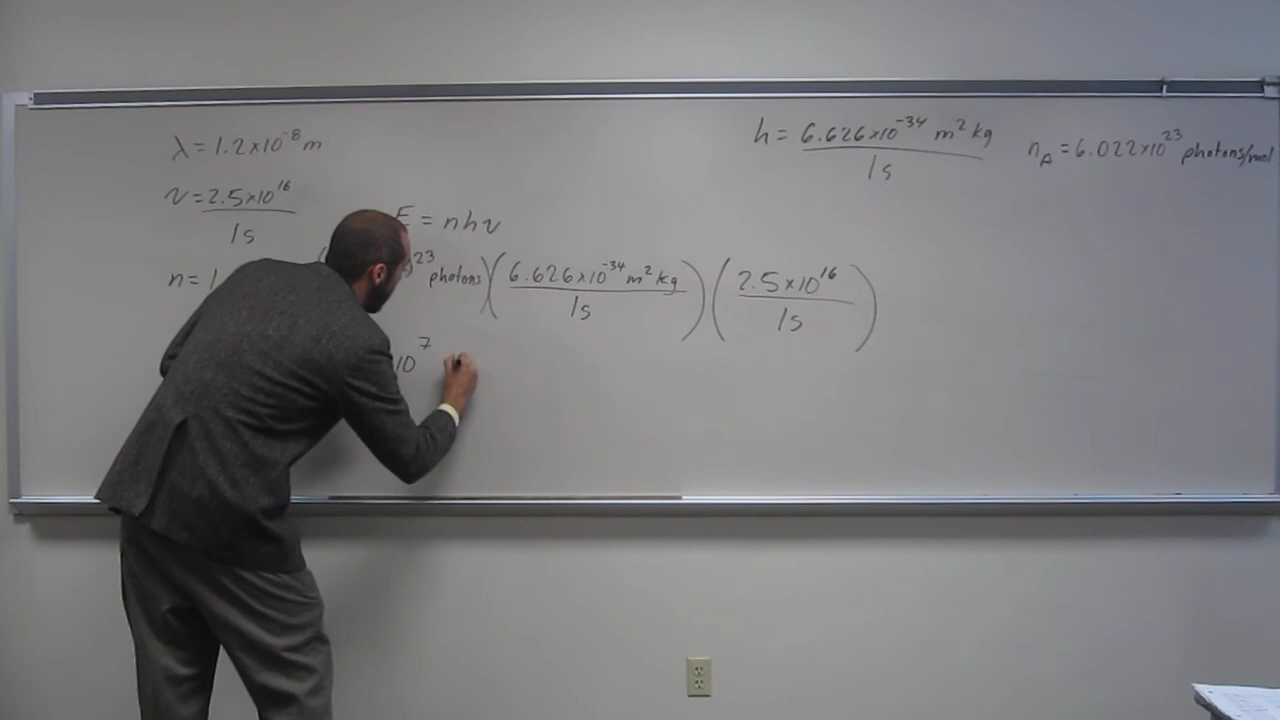 λ = 1.2×10⁻⁸ m
ν = 2.5×10¹⁶ / 1s
n = 1
E = nhν
²³ photons)(6.626×10⁻³⁴ m² kg / 1s)(2.5×10¹⁶ / 1s)
10⁷
h = 6.626×10⁻³⁴ m² kg / 1s
n_A = 6.022×10²³ photons/mol